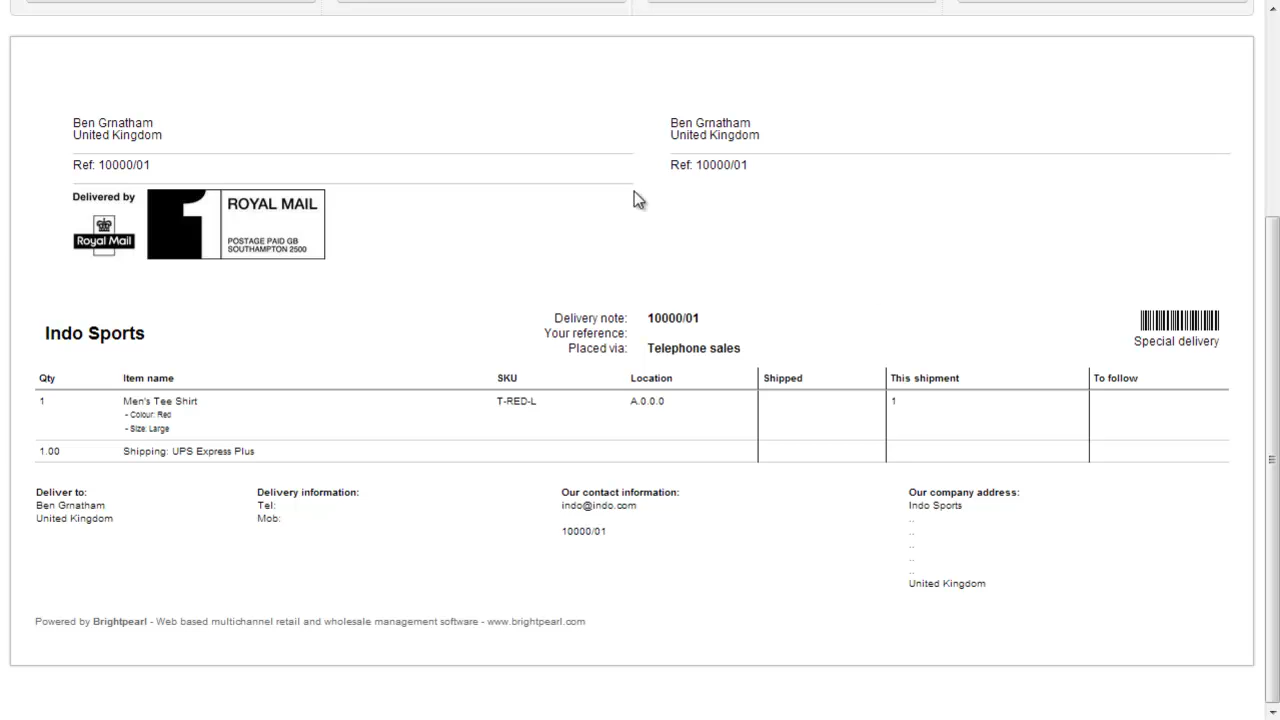 Ben Grnatham
United Kingdom
Ref: 10000/01
Ben Grnatham
United Kingdom
Ref: 10000/01
Delivered by
Royal Mail
1
ROYAL MAIL
POSTAGE PAID GB
SOUTHAMPTON 2500
Indo Sports
Delivery note: 10000/01
Your reference:
Placed via: Telephone sales
Special delivery
Qty Item name SKU Location Shipped This shipment To follow
1 Men's Tee Shirt T-RED-L A.0.0.0 1
- Colour: Red
- Size: Large
1.00 Shipping: UPS Express Plus
Deliver to:
Ben Grnatham
United Kingdom
Delivery information:
Tel:
Mob:
Our contact information:
indo@indo.com
10000/01
Our company address:
Indo Sports
..
..
..
..
..
United Kingdom
Powered by Brightpearl - Web based multichannel retail and wholesale management software - www.brightpearl.com